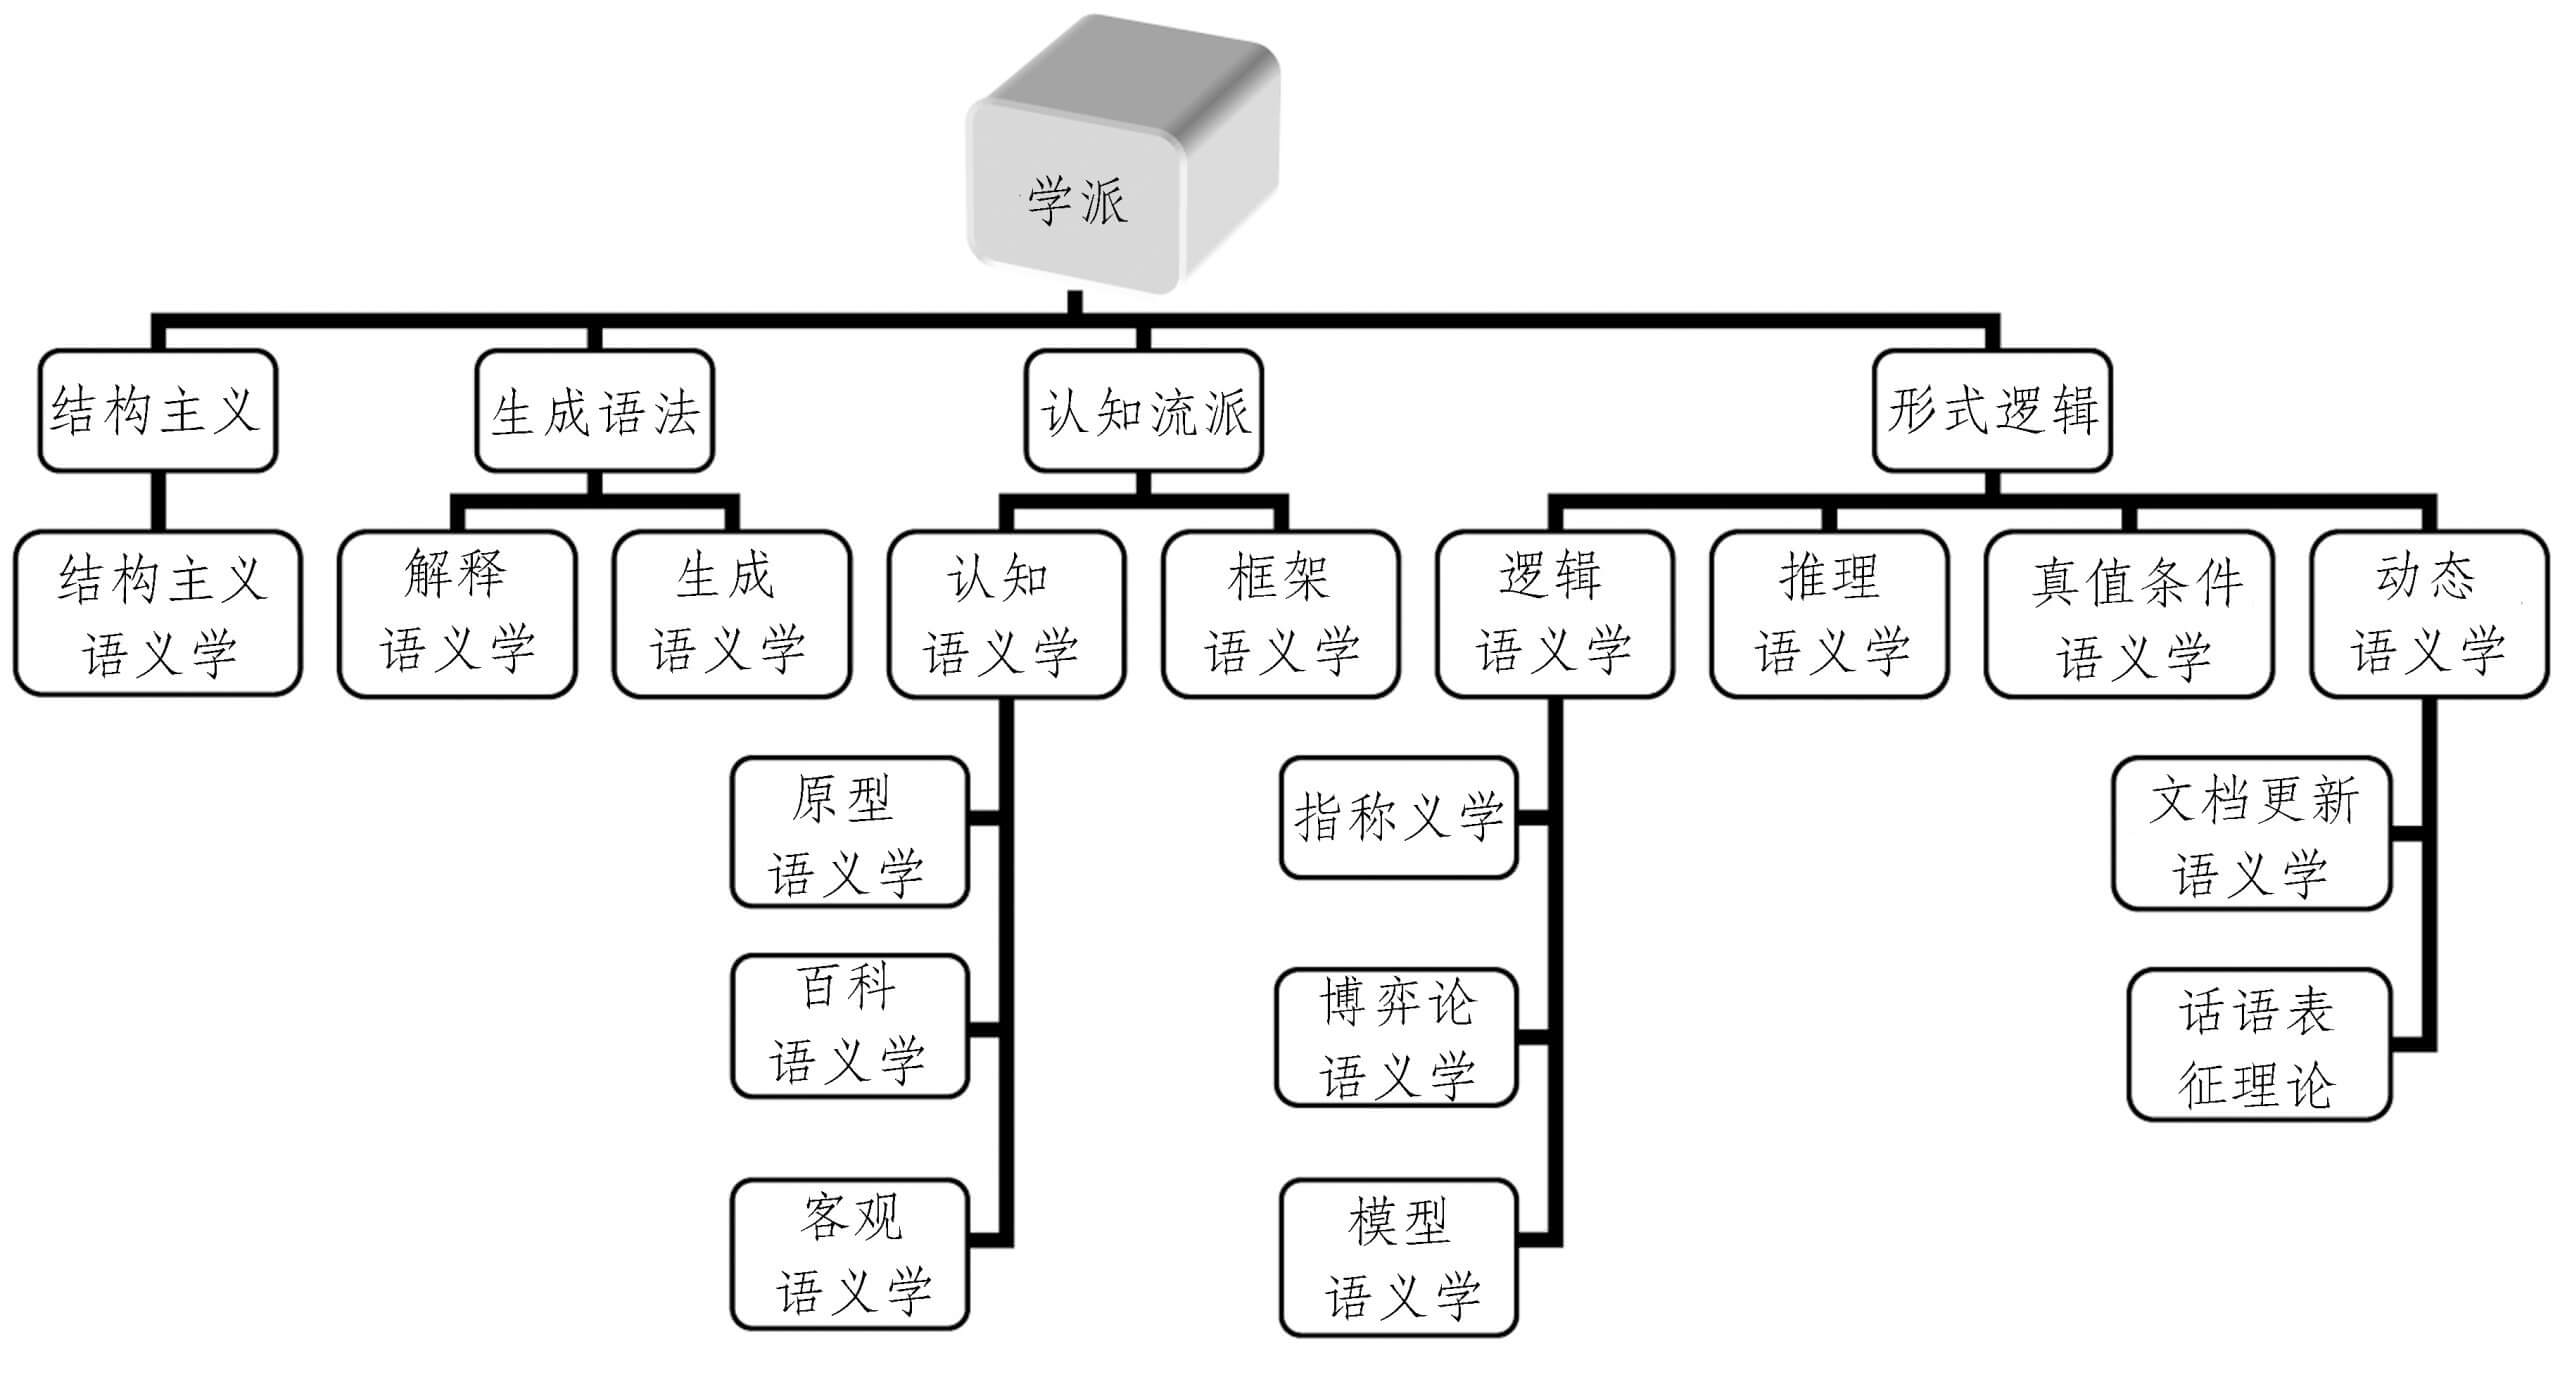 学派
结构主义
生成语法
认知流派
形式逻辑
结构主义
语义学
解释
语义学
生成
语义学
认知
语义学
框架
语义学
逻辑
语义学
推理
语义学
真值条件
语义学
动态
语义学
原型
语义学
百科
语义学
客观
语义学
指称义学
博弈论
语义学
模型
语义学
文档更新
语义学
话语表
征理论